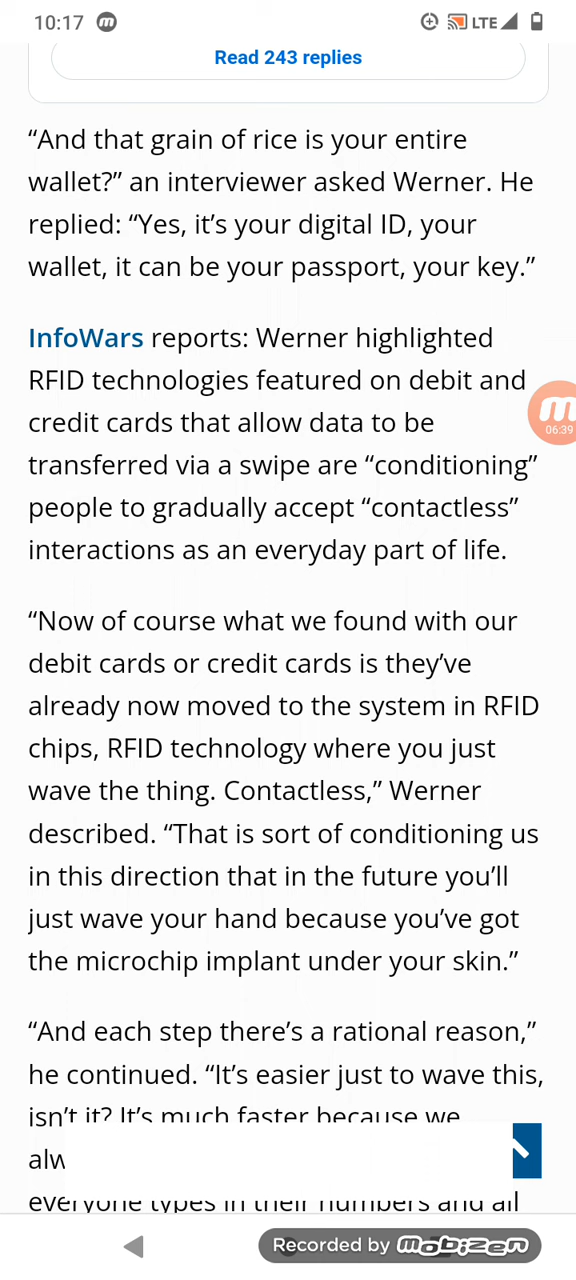 10:17 m LTE
Read 243 replies
“And that grain of rice is your entire
wallet?” an interviewer asked Werner. He
replied: “Yes, it’s your digital ID, your
wallet, it can be your passport, your key.”
InfoWars reports: Werner highlighted
RFID technologies featured on debit and
credit cards that allow data to be
m
06:39
transferred via a swipe are “conditioning”
people to gradually accept “contactless”
interactions as an everyday part of life.
“Now of course what we found with our
debit cards or credit cards is they’ve
already now moved to the system in RFID
chips, RFID technology where you just
wave the thing. Contactless,” Werner
described. “That is sort of conditioning us
in this direction that in the future you’ll
just wave your hand because you’ve got
the microchip implant under your skin.”
“And each step there’s a rational reason,”
he continued. “It’s easier just to wave this,
isn’t it? It’s much faster because we
everyone types in their numbers and all
Recorded by mobizen